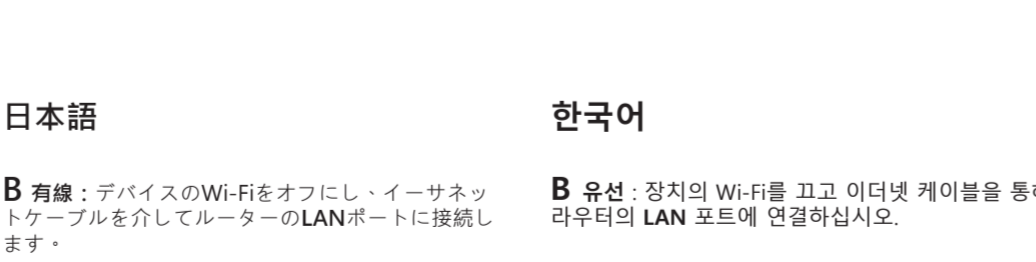 日本語
B 有線：デバイスのWi-Fiをオフにし、イーサネッ
トケーブルを介してルーターのLANポートに接続し
ます。
한국어
B 유선 : 장치의 Wi-Fi를 끄고 이더넷 케이블을 통해
라우터의 LAN 포트에 연결하십시오.